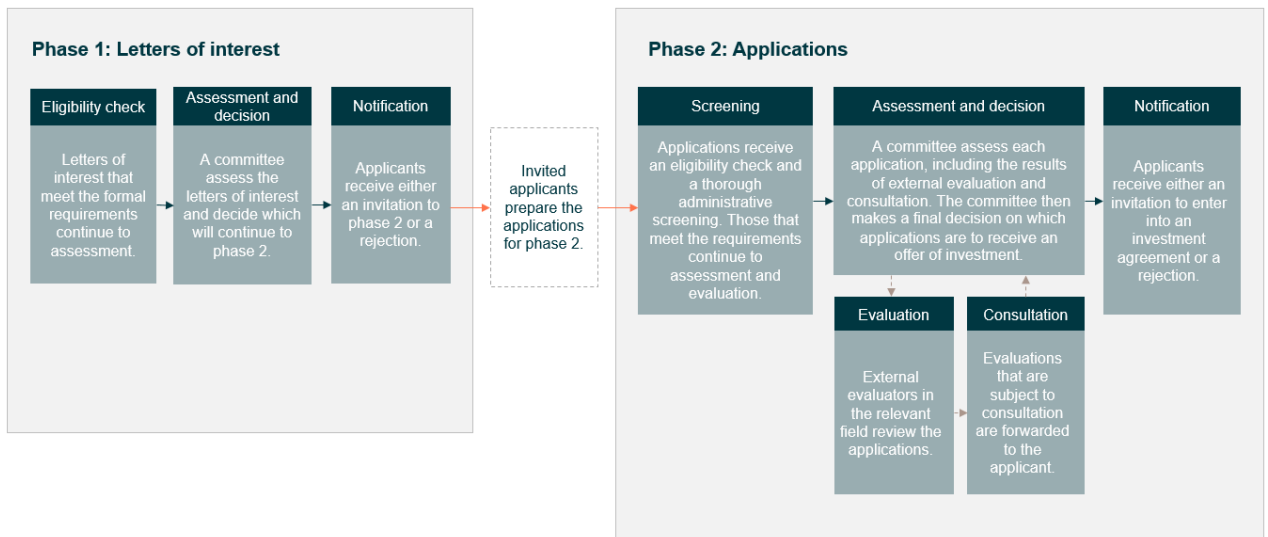 Phase 1: Letters of interest
Eligibility check
Letters of
interest that
meet the formal
requirements
continue to
assessment.
Assessment and
decision
A committee
assess the
letters of interest
and decide which
will continue to
phase 2.
Notification
Applicants
receive either
an invitation to
phase 2 or a
rejection.
Invited
applicants
prepare the
applications
for phase 2.
Phase 2: Applications
Screening
Applications receive
an eligibility check and
a thorough
administrative
screening. Those that
meet the requirements
continue to
assessment and
evaluation.
Assessment and decision
A committee assess each
application, including the results
of external evaluation and
consultation. The committee then
makes a final decision on which
applications are to receive an
offer of investment.
Evaluation
External
evaluators in
the relevant
field review the
applications.
Consultation
Evaluations
that are
subject to
consultation
are forwarded
to the
applicant.
Notification
Applicants
receive either an
invitation to enter
into an
investment
agreement or a
rejection.